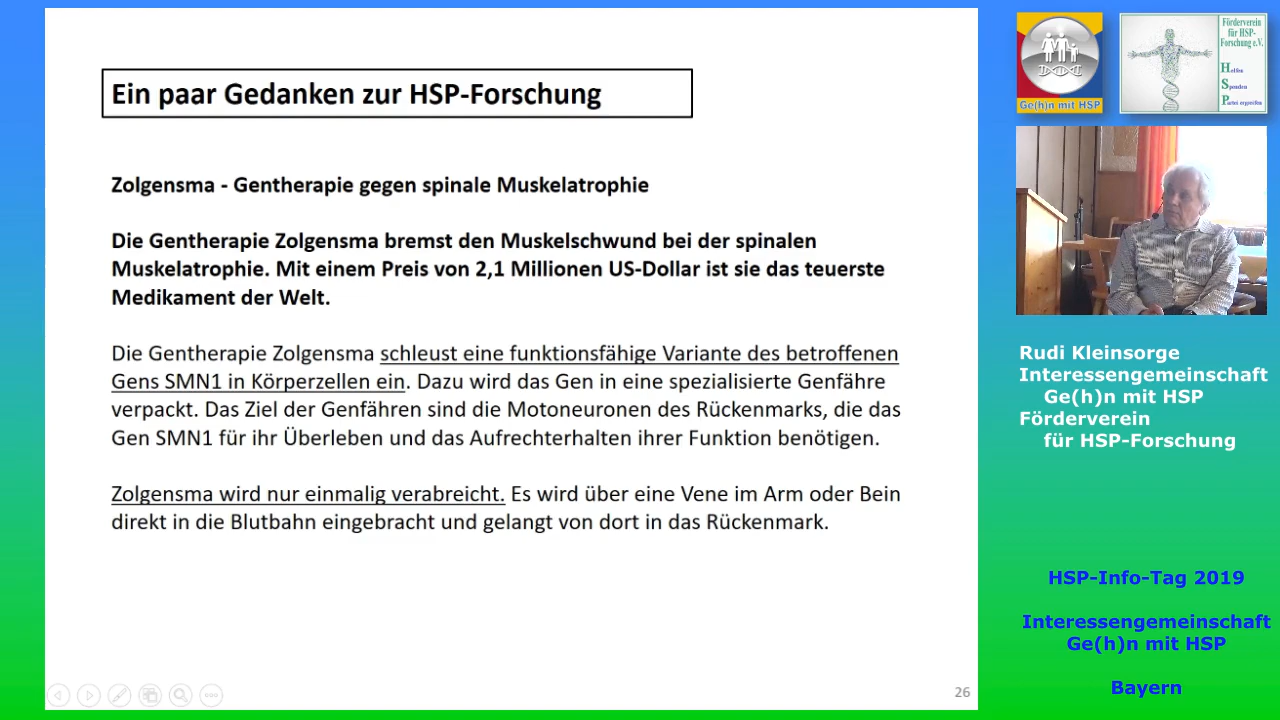 Ein paar Gedanken zur HSP-Forschung
Zolgensma - Gentherapie gegen spinale Muskelatrophie
Die Gentherapie Zolgensma bremst den Muskelschwund bei der spinalen
Muskelatrophie. Mit einem Preis von 2,1 Millionen US-Dollar ist sie das teuerste
Medikament der Welt.
Die Gentherapie Zolgensma schleust eine funktionsfähige Variante des betroffenen
Gens SMN1 in Körperzellen ein. Dazu wird das Gen in eine spezialisierte Genfähre
verpackt. Das Ziel der Genfähren sind die Motoneuronen des Rückenmarks, die das
Gen SMN1 für ihr Überleben und das Aufrechterhalten ihrer Funktion benötigen.
Zolgensma wird nur einmalig verabreicht. Es wird über eine Vene im Arm oder Bein
direkt in die Blutbahn eingebracht und gelangt von dort in das Rückenmark.
26
Ge(h)n mit HSP
Förderverein
für HSP-
Forschung e.V.
Helfen
Spenden
Partei ergreifen
Rudi Kleinsorge
Interessengemeinschaft
Ge(h)n mit HSP
Förderverein
für HSP-Forschung
HSP-Info-Tag 2019
Interessengemeinschaft
Ge(h)n mit HSP
Bayern